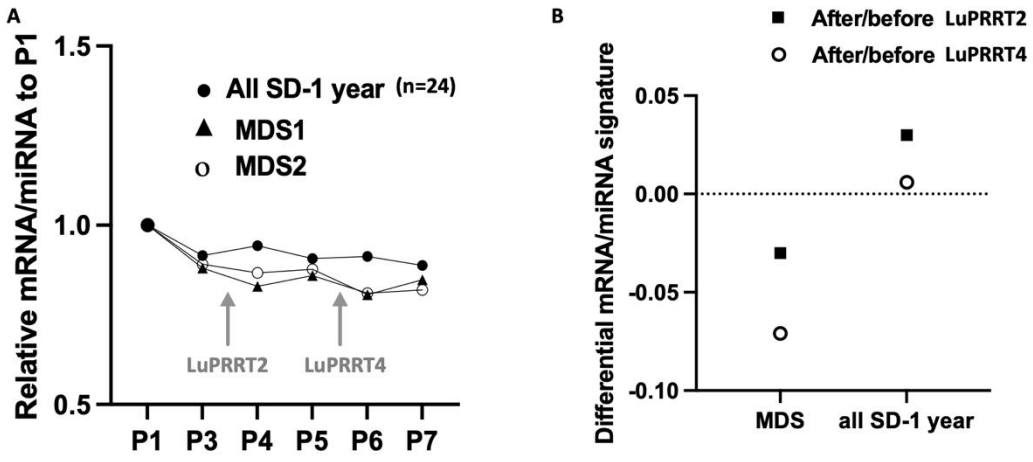 A
Relative mRNA/miRNA to P1
1.5
1.0
0.5
All SD-1 year (n=24)
MDS1
MDS2
LuPRRT2
LuPRRT4
P1 P3 P4 P5 P6 P7
B
After/before LuPRRT2
After/before LuPRRT4
Differential mRNA/miRNA signature
0.05
0.00
-0.05
-0.10
MDS
all SD-1 year